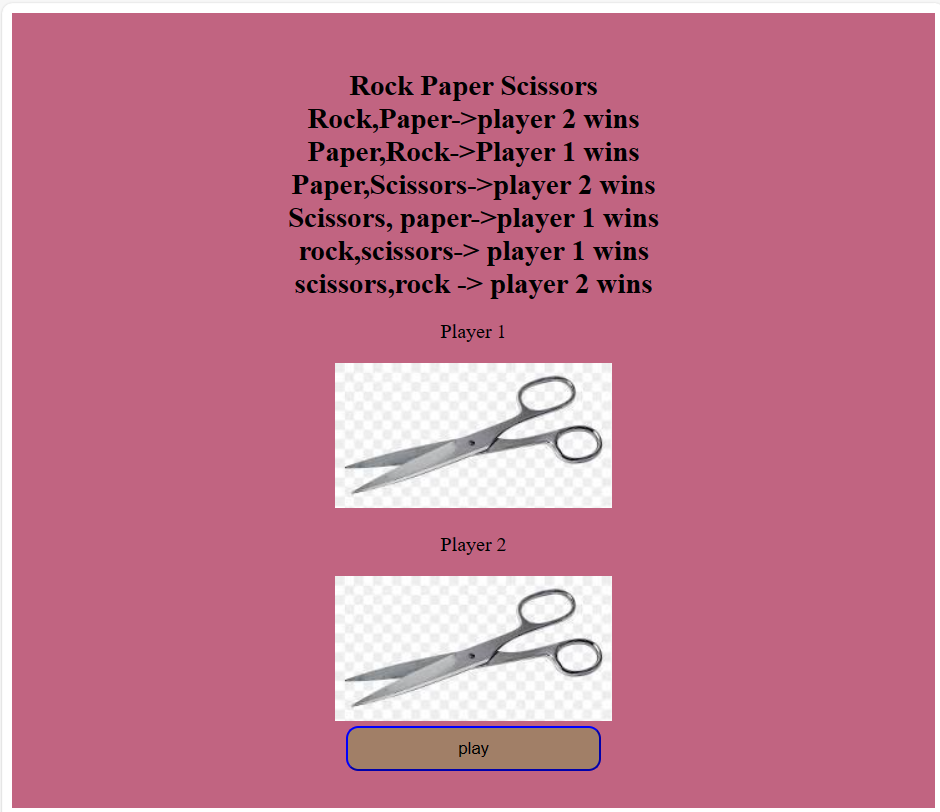 Rock Paper Scissors
Rock,Paper->player 2 wins
Paper,Rock->Player 1 wins
Paper,Scissors->player 2 wins
Scissors, paper->player 1 wins
rock,scissors-> player 1 wins
scissors,rock -> player 2 wins
Player 1
Player 2
play